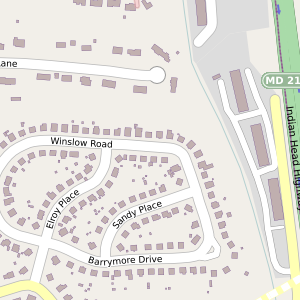 Lane
MD 21
Indian Head Highway
Winslow Road
Elroy Place
Sandy Place
Barrymore Drive